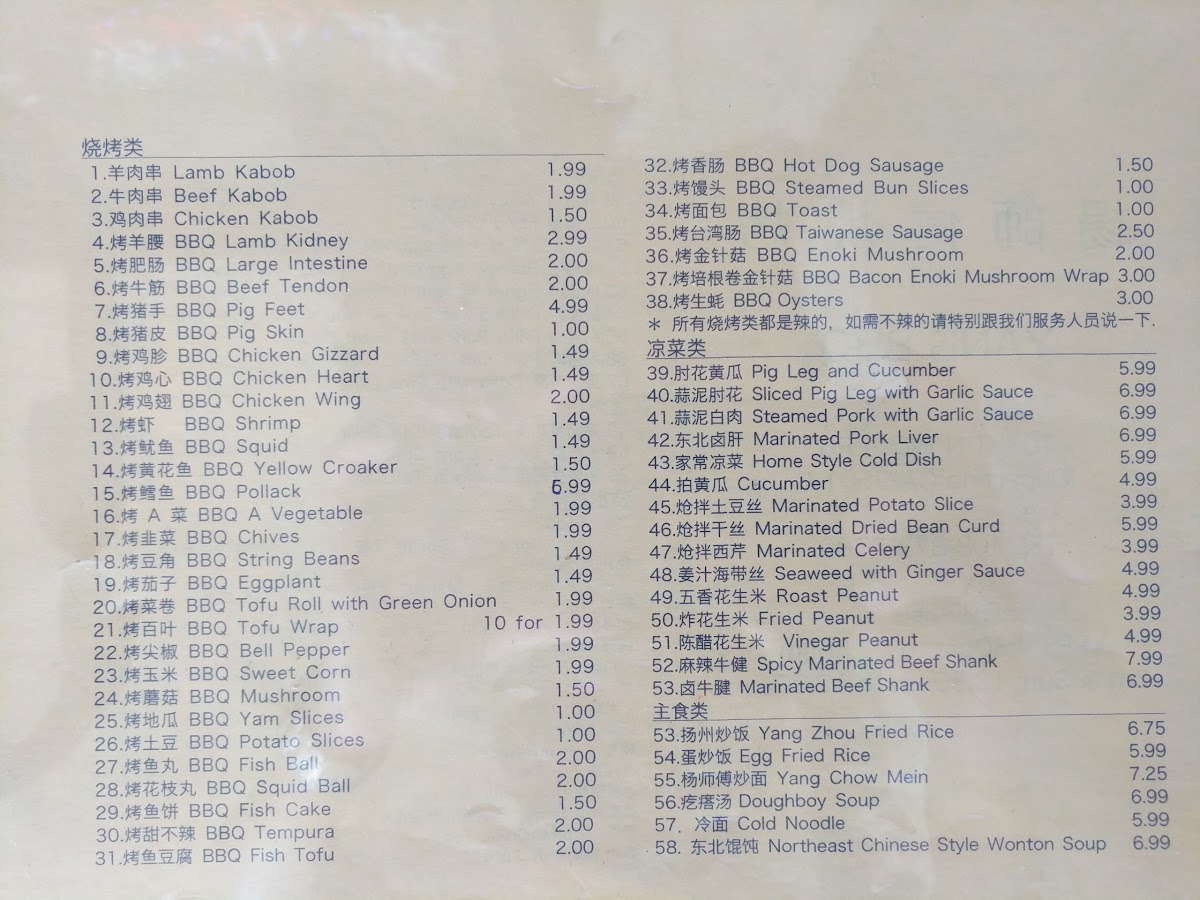 烧烤类
1.羊肉串 Lamb Kabob 1.99
2.牛肉串 Beef Kabob 1.99
3.鸡肉串 Chicken Kabob 1.50
4.烤羊腰 BBQ Lamb Kidney 2.99
5.烤肥肠 BBQ Large Intestine 2.00
6.烤牛筋 BBQ Beef Tendon 2.00
7.烤猪手 BBQ Pig Feet 4.99
8.烤猪皮 BBQ Pig Skin 1.00
9.烤鸡胗 BBQ Chicken Gizzard 1.49
10.烤鸡心 BBQ Chicken Heart 1.49
11.烤鸡翅 BBQ Chicken Wing 2.00
12.烤虾 BBQ Shrimp 1.49
13.烤鱿鱼 BBQ Squid 1.49
14.烤黄花鱼 BBQ Yellow Croaker 1.50
15.烤鳕鱼 BBQ Pollack 6.99
16.烤 A 菜 BBQ A Vegetable 1.99
17.烤韭菜 BBQ Chives 1.99
18.烤豆角 BBQ String Beans 1.49
19.烤茄子 BBQ Eggplant 1.49
20.烤菜卷 BBQ Tofu Roll with Green Onion 1.99
21.烤百叶 BBQ Tofu Wrap 10 for 1.99
22.烤尖椒 BBQ Bell Pepper 1.99
23.烤玉米 BBQ Sweet Corn 1.99
24.烤蘑菇 BBQ Mushroom 1.50
25.烤地瓜 BBQ Yam Slices 1.00
26.烤土豆 BBQ Potato Slices 1.00
27.烤鱼丸 BBQ Fish Ball 2.00
28.烤花枝丸 BBQ Squid Ball 2.00
29.烤鱼饼 BBQ Fish Cake 1.50
30.烤甜不辣 BBQ Tempura 2.00
31.烤鱼豆腐 BBQ Fish Tofu 2.00
32.烤香肠 BBQ Hot Dog Sausage 1.50
33.烤馒头 BBQ Steamed Bun Slices 1.00
34.烤面包 BBQ Toast 1.00
35.烤台湾肠 BBQ Taiwanese Sausage 2.50
36.烤金针菇 BBQ Enoki Mushroom 2.00
37.烤培根卷金针菇 BBQ Bacon Enoki Mushroom Wrap 3.00
38.烤生蚝 BBQ Oysters 3.00
* 所有烧烤类都是辣的, 如需不辣的请特别跟我们服务人员说一下.
凉菜类
39.肘花黄瓜 Pig Leg and Cucumber 5.99
40.蒜泥肘花 Sliced Pig Leg with Garlic Sauce 6.99
41.蒜泥白肉 Steamed Pork with Garlic Sauce 6.99
42.东北卤肝 Marinated Pork Liver 6.99
43.家常凉菜 Home Style Cold Dish 5.99
44.拍黄瓜 Cucumber 4.99
45.炝拌土豆丝 Marinated Potato Slice 3.99
46.炝拌干丝 Marinated Dried Bean Curd 5.99
47.炝拌西芹 Marinated Celery 3.99
48.姜汁海带丝 Seaweed with Ginger Sauce 4.99
49.五香花生米 Roast Peanut 4.99
50.炸花生米 Fried Peanut 3.99
51.陈醋花生米 Vinegar Peanut 4.99
52.麻辣牛健 Spicy Marinated Beef Shank 7.99
53.卤牛腱 Marinated Beef Shank 6.99
主食类
53.扬州炒饭 Yang Zhou Fried Rice 6.75
54.蛋炒饭 Egg Fried Rice 5.99
55.杨师傅炒面 Yang Chow Mein 7.25
56.疙瘩汤 Doughboy Soup 6.99
57. 冷面 Cold Noodle 5.99
58. 东北馄饨 Northeast Chinese Style Wonton Soup 6.99